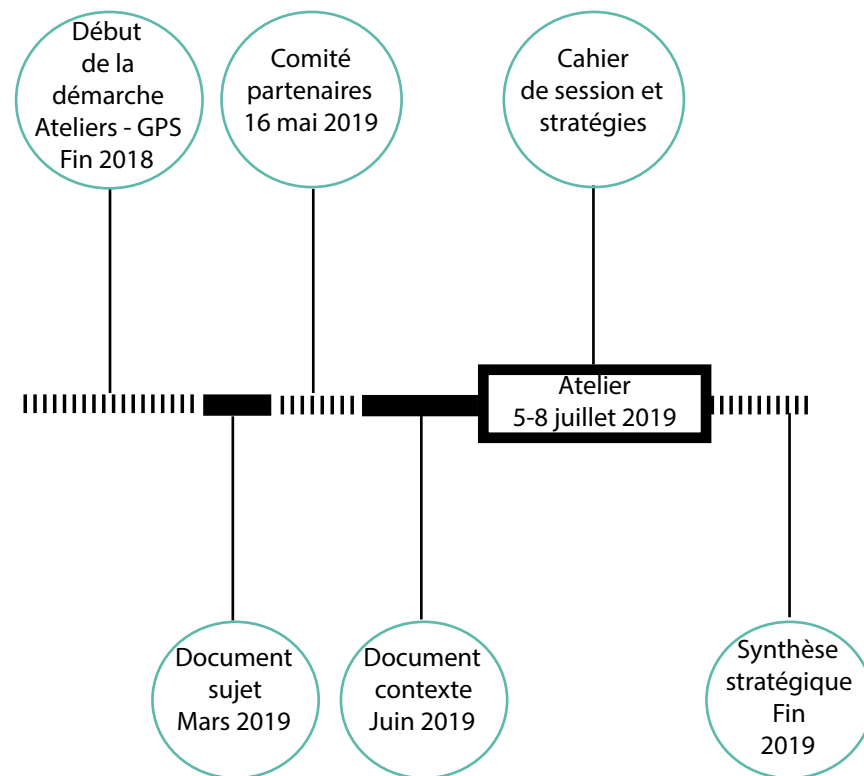 Début
de la
démarche
Ateliers - GPS
Fin 2018
Comité
partenaires
16 mai 2019
Cahier
de session et
stratégies
Atelier
5-8 juillet 2019
Document
sujet
Mars 2019
Document
contexte
Juin 2019
Synthèse
stratégique
Fin
2019